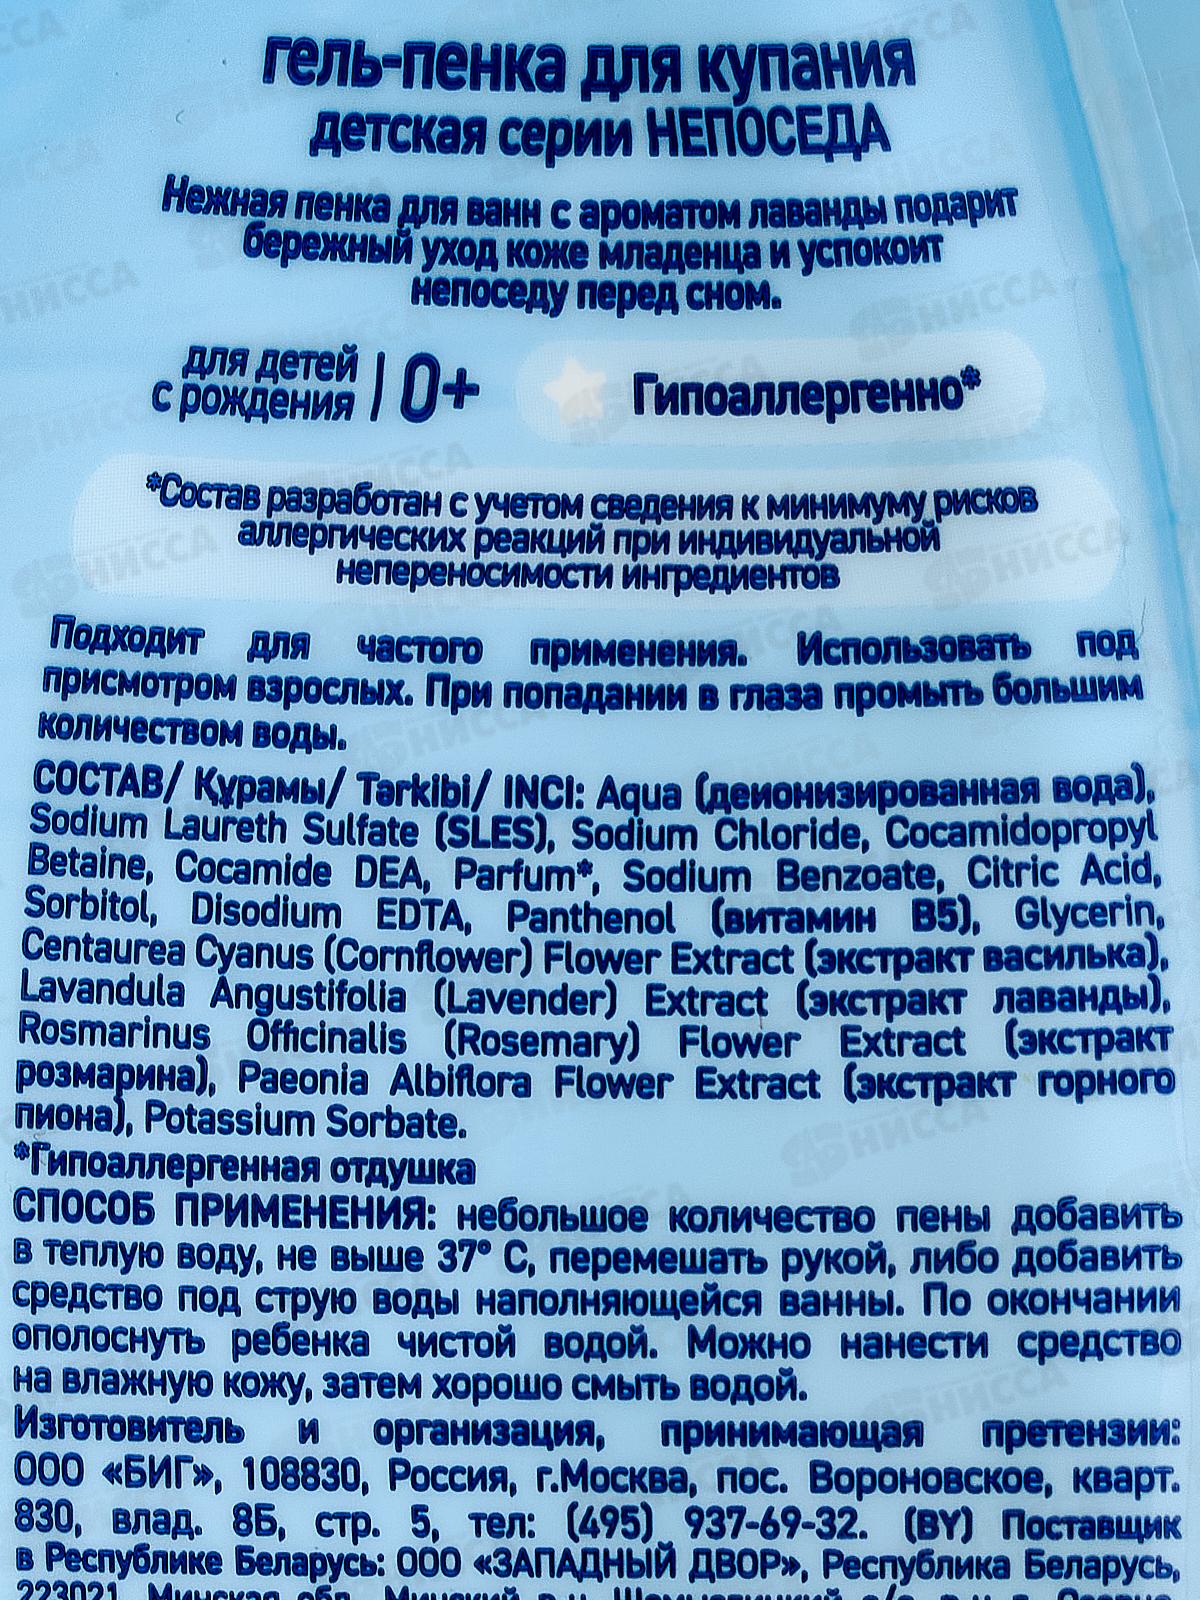 гель-пенка для купания
детская серии НЕПОСЕДА
Нежная пенка для ванн с ароматом лаванды подарит
бережный уход коже младенца и успокоит
непоседу перед сном.
для детей
с рождения | 0+
Гипоаллергенно*
*Состав разработан с учетом сведения к минимуму рисков
аллергических реакций при индивидуальной
непереносимости ингредиентов
Подходит для частого применения. Использовать под
присмотром взрослых. При попадании в глаза промыть большим
количеством воды.
СОСТАВ/ Құрамы/ Tərkibi/ INCI: Aqua (деионизированная вода),
Sodium Laureth Sulfate (SLES), Sodium Chloride, Cocamidopropyl
Betaine, Cocamide DEA, Parfum*, Sodium Benzoate, Citric Acid,
Sorbitol, Disodium EDTA, Panthenol (витамин B5), Glycerin,
Centaurea Cyanus (Cornflower) Flower Extract (экстракт василька),
Lavandula Angustifolia (Lavender) Extract (экстракт лаванды),
Rosmarinus Officinalis (Rosemary) Flower Extract (экстракт
розмарина), Paeonia Albiflora Flower Extract (экстракт горного
пиона), Potassium Sorbate.
*Гипоаллергенная отдушка
СПОСОБ ПРИМЕНЕНИЯ: небольшое количество пены добавить
в теплую воду, не выше 37° С, перемешать рукой, либо добавить
средство под струю воды наполняющейся ванны. По окончании
ополоснуть ребенка чистой водой. Можно нанести средство
на влажную кожу, затем хорошо смыть водой.
Изготовитель и организация, принимающая претензии:
ООО «БИГ», 108830, Россия, г.Москва, пос. Вороновское, кварт.
830, влад. 8Б, стр. 5, тел: (495) 937-69-32. (BY) Поставщик
в Республике Беларусь: ООО «ЗАПАДНЫЙ ДВОР», Республика Беларусь,
223021, Минская обл., Минский р-н,